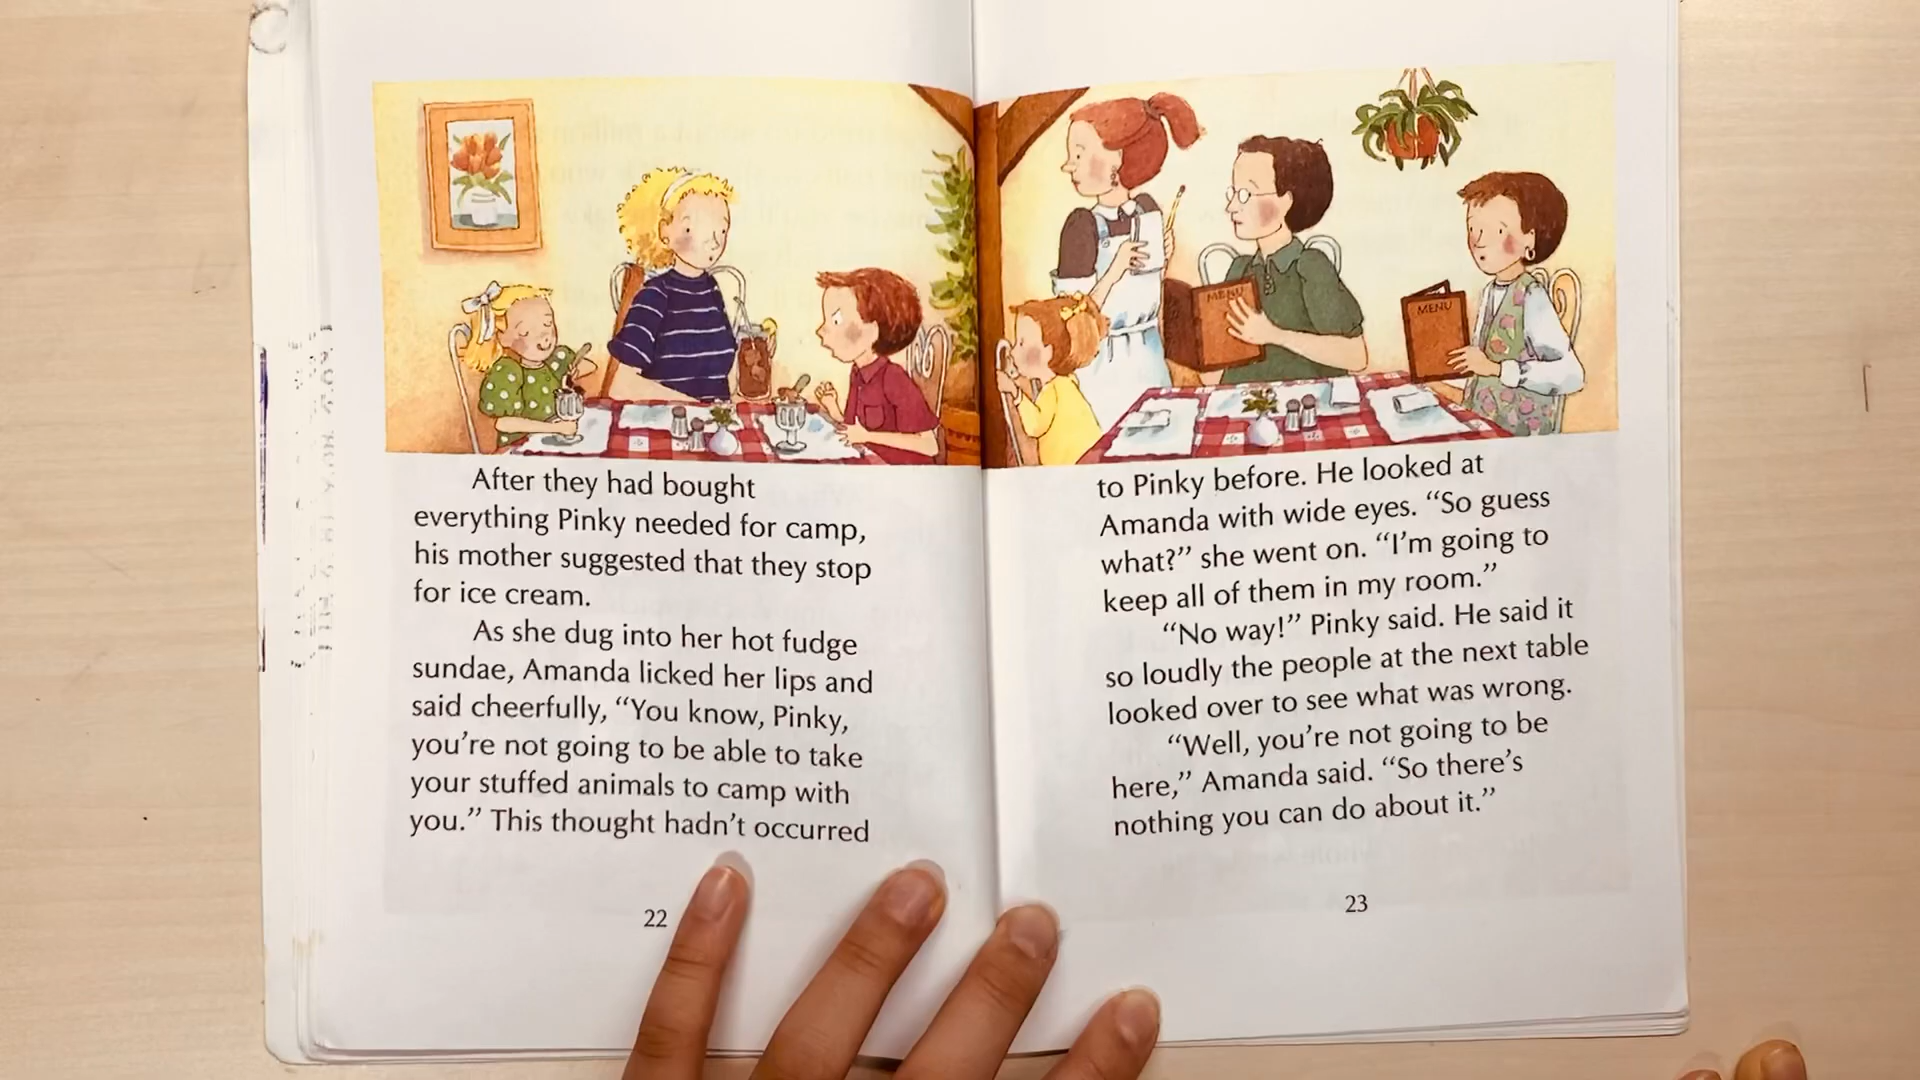 MENU
MENU
After they had bought
everything Pinky needed for camp,
his mother suggested that they stop
for ice cream.
As she dug into her hot fudge
sundae, Amanda licked her lips and
said cheerfully, “You know, Pinky,
you’re not going to be able to take
your stuffed animals to camp with
you.” This thought hadn’t occurred
22
to Pinky before. He looked at
Amanda with wide eyes. “So guess
what?” she went on. “I’m going to
keep all of them in my room.”
“No way!” Pinky said. He said it
so loudly the people at the next table
looked over to see what was wrong.
“Well, you’re not going to be
here,” Amanda said. “So there’s
nothing you can do about it.”
23